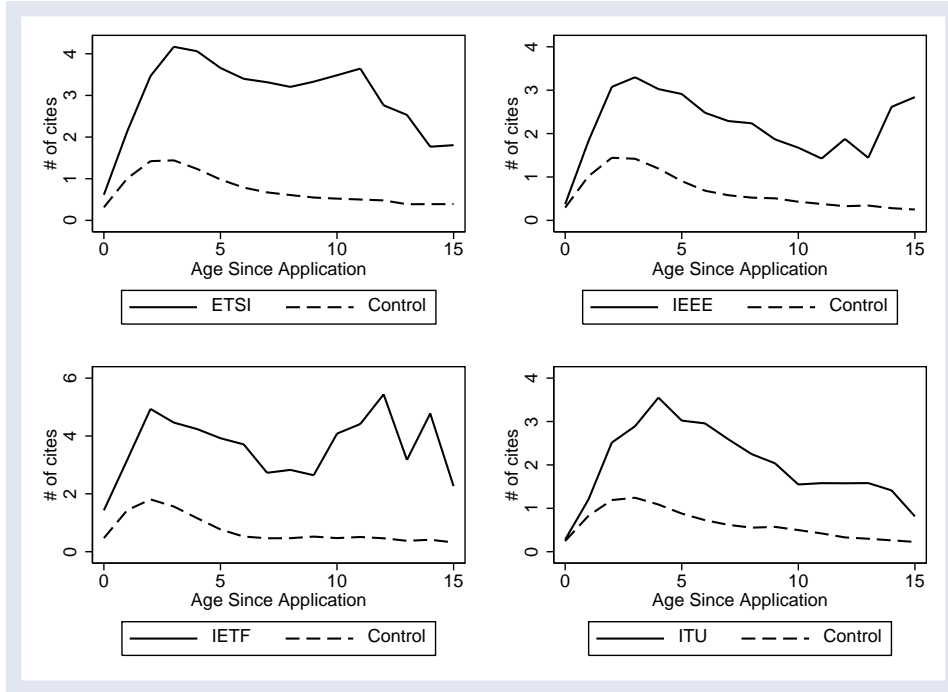 # of cites
4
3
2
1
0
0 5 10 15
Age Since Application
ETSI Control
# of cites
4
3
2
1
0
0 5 10 15
Age Since Application
IEEE Control
# of cites
6
4
2
0
0 5 10 15
Age Since Application
IETF Control
# of cites
4
3
2
1
0
0 5 10 15
Age Since Application
ITU Control